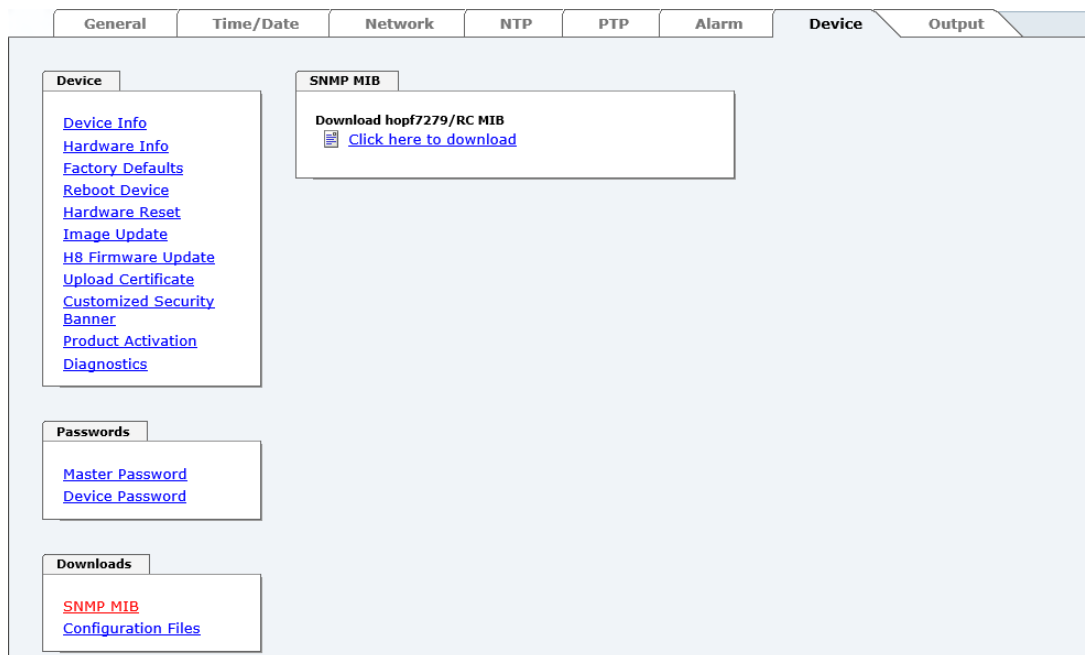 General Time/Date Network NTP PTP Alarm Device Output
Device
Device Info
Hardware Info
Factory Defaults
Reboot Device
Hardware Reset
Image Update
H8 Firmware Update
Upload Certificate
Customized Security
Banner
Product Activation
Diagnostics
Passwords
Master Password
Device Password
Downloads
SNMP MIB
Configuration Files
SNMP MIB
Download hopf7279/RC MIB
Click here to download